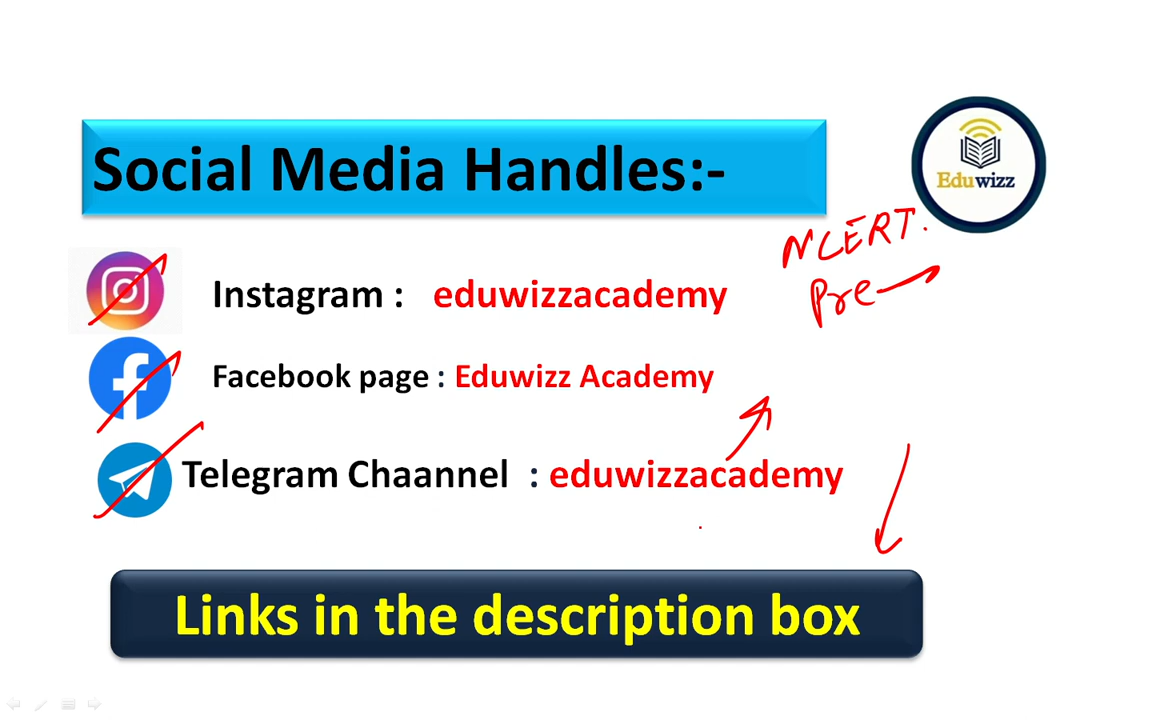 Social Media Handles:-
Eduwizz
NCERT.
Pre
Instagram : eduwizzacademy
Facebook page : Eduwizz Academy
Telegram Chaannel : eduwizzacademy
Links in the description box